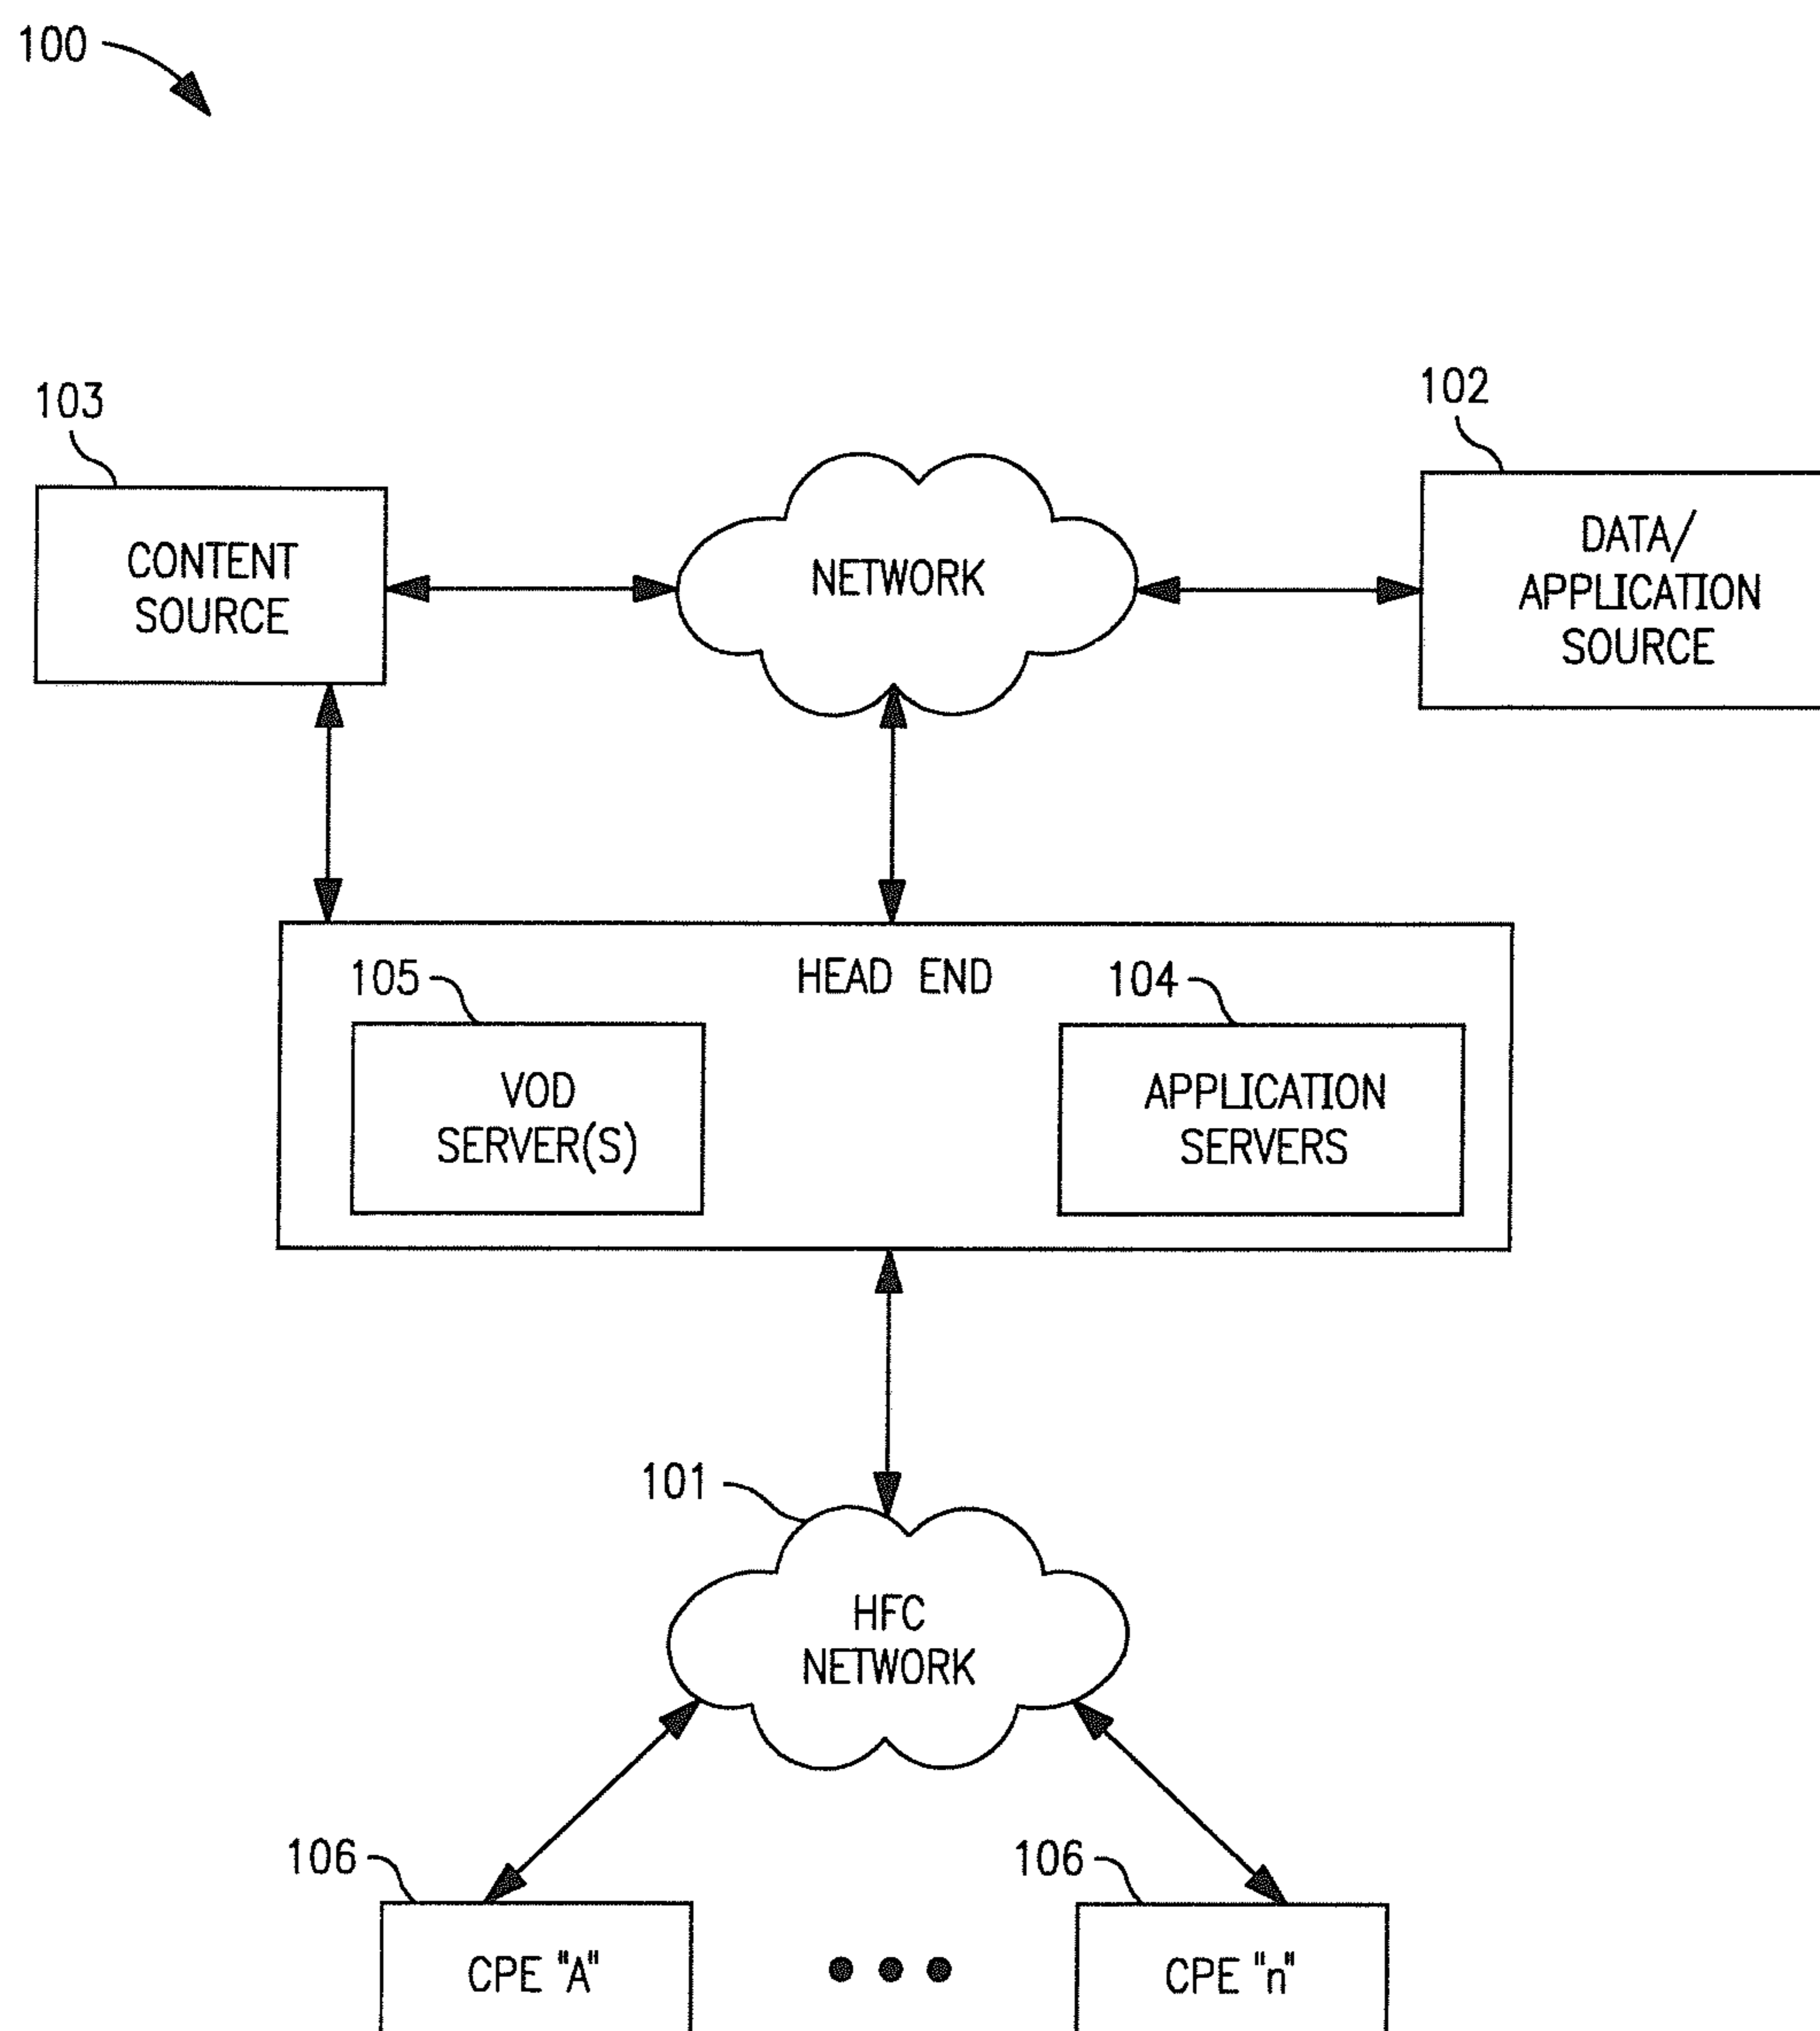 100
103
102
CONTENT
SOURCE
NETWORK
DATA/
APPLICATION
SOURCE
HEAD END
105
104
VOD
SERVER(S)
APPLICATION
SERVERS
101
HFC
NETWORK
106
106
CPE "A"
CPE "n"